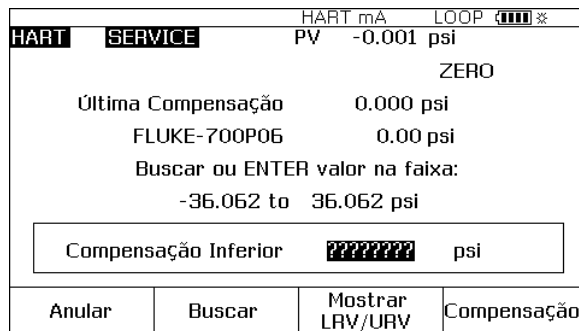 HART mA LOOP
HART SERVICE PV -0.001 psi
ZERO
Última Compensação 0.000 psi
FLUKE-700P06 0.00 psi
Buscar ou ENTER valor na faixa:
-36.062 to 36.062 psi
Compensação Inferior ???????? psi
Anular Buscar Mostrar LRV/URV Compensação